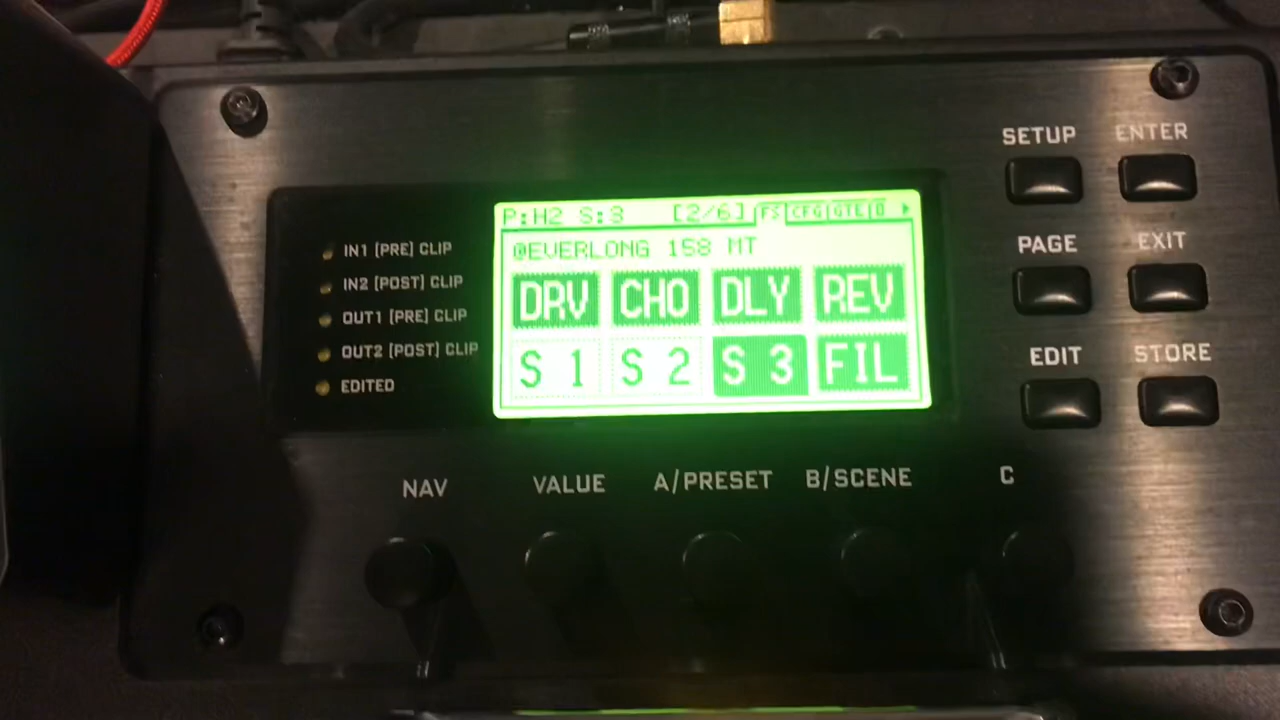 SETUP ENTER
P:H2 S:3 [2/6] FS CFG GTE
IN1 [PRE] CLIP
@EVERLONG 158 MT
PAGE EXIT
IN2 [POST] CLIP
DRV CHO DLY REV
OUT1 [PRE] CLIP
OUT2 [POST] CLIP
EDIT STORE
S 1 S 2 S 3 FIL
EDITED
NAV VALUE A/PRESET B/SCENE C